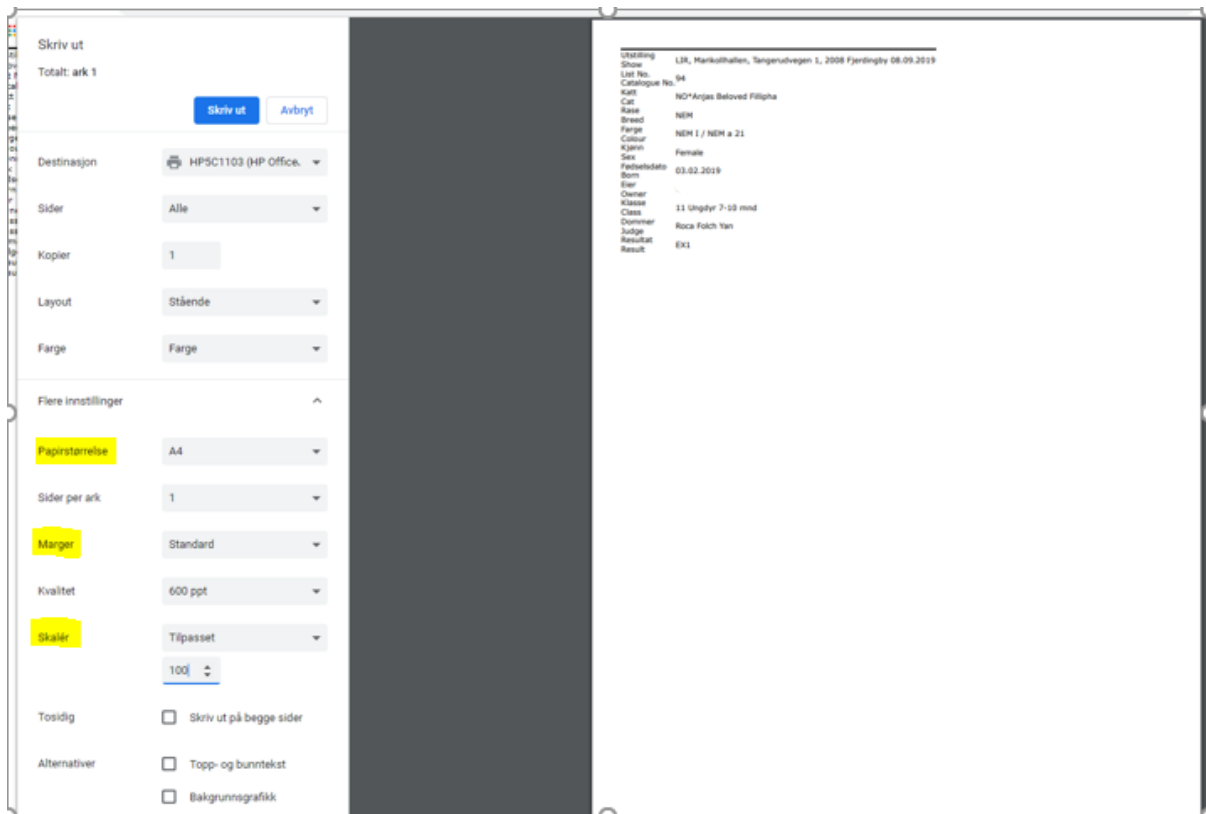 Skriv ut
Totalt: ark 1
Skriv ut Avbryt
Destinasjon HP5C1103 (HP Office.
Sider Alle
Kopier 1
Layout Stående
Farge Farge
Flere innstillinger
Papirstørrelse A4
Sider per ark 1
Marger Standard
Kvalitet 600 ppt
Skalér Tilpasset
100
Tosidig Skriv ut på begge sider
Alternativer Topp- og bunntekst
Bakgrunnsgrafikk
Utstilling
Show LIR, Marikollhallen, Tangerudvegen 1, 2008 Fjerdingby 08.09.2019
List No.
Catalogue No. 94
Katt
Cat NO*Anjas Beloved Fillipha
Rase
Breed NEM
Farge
Colour NEM I / NEM a 21
Kjønn
Sex Female
Fødselsdato
Born 03.02.2019
Eier
Owner
Klasse
Class 11 Ungdyr 7-10 mnd
Dommer
Judge Roca Folch Yan
Resultat
Result EX1